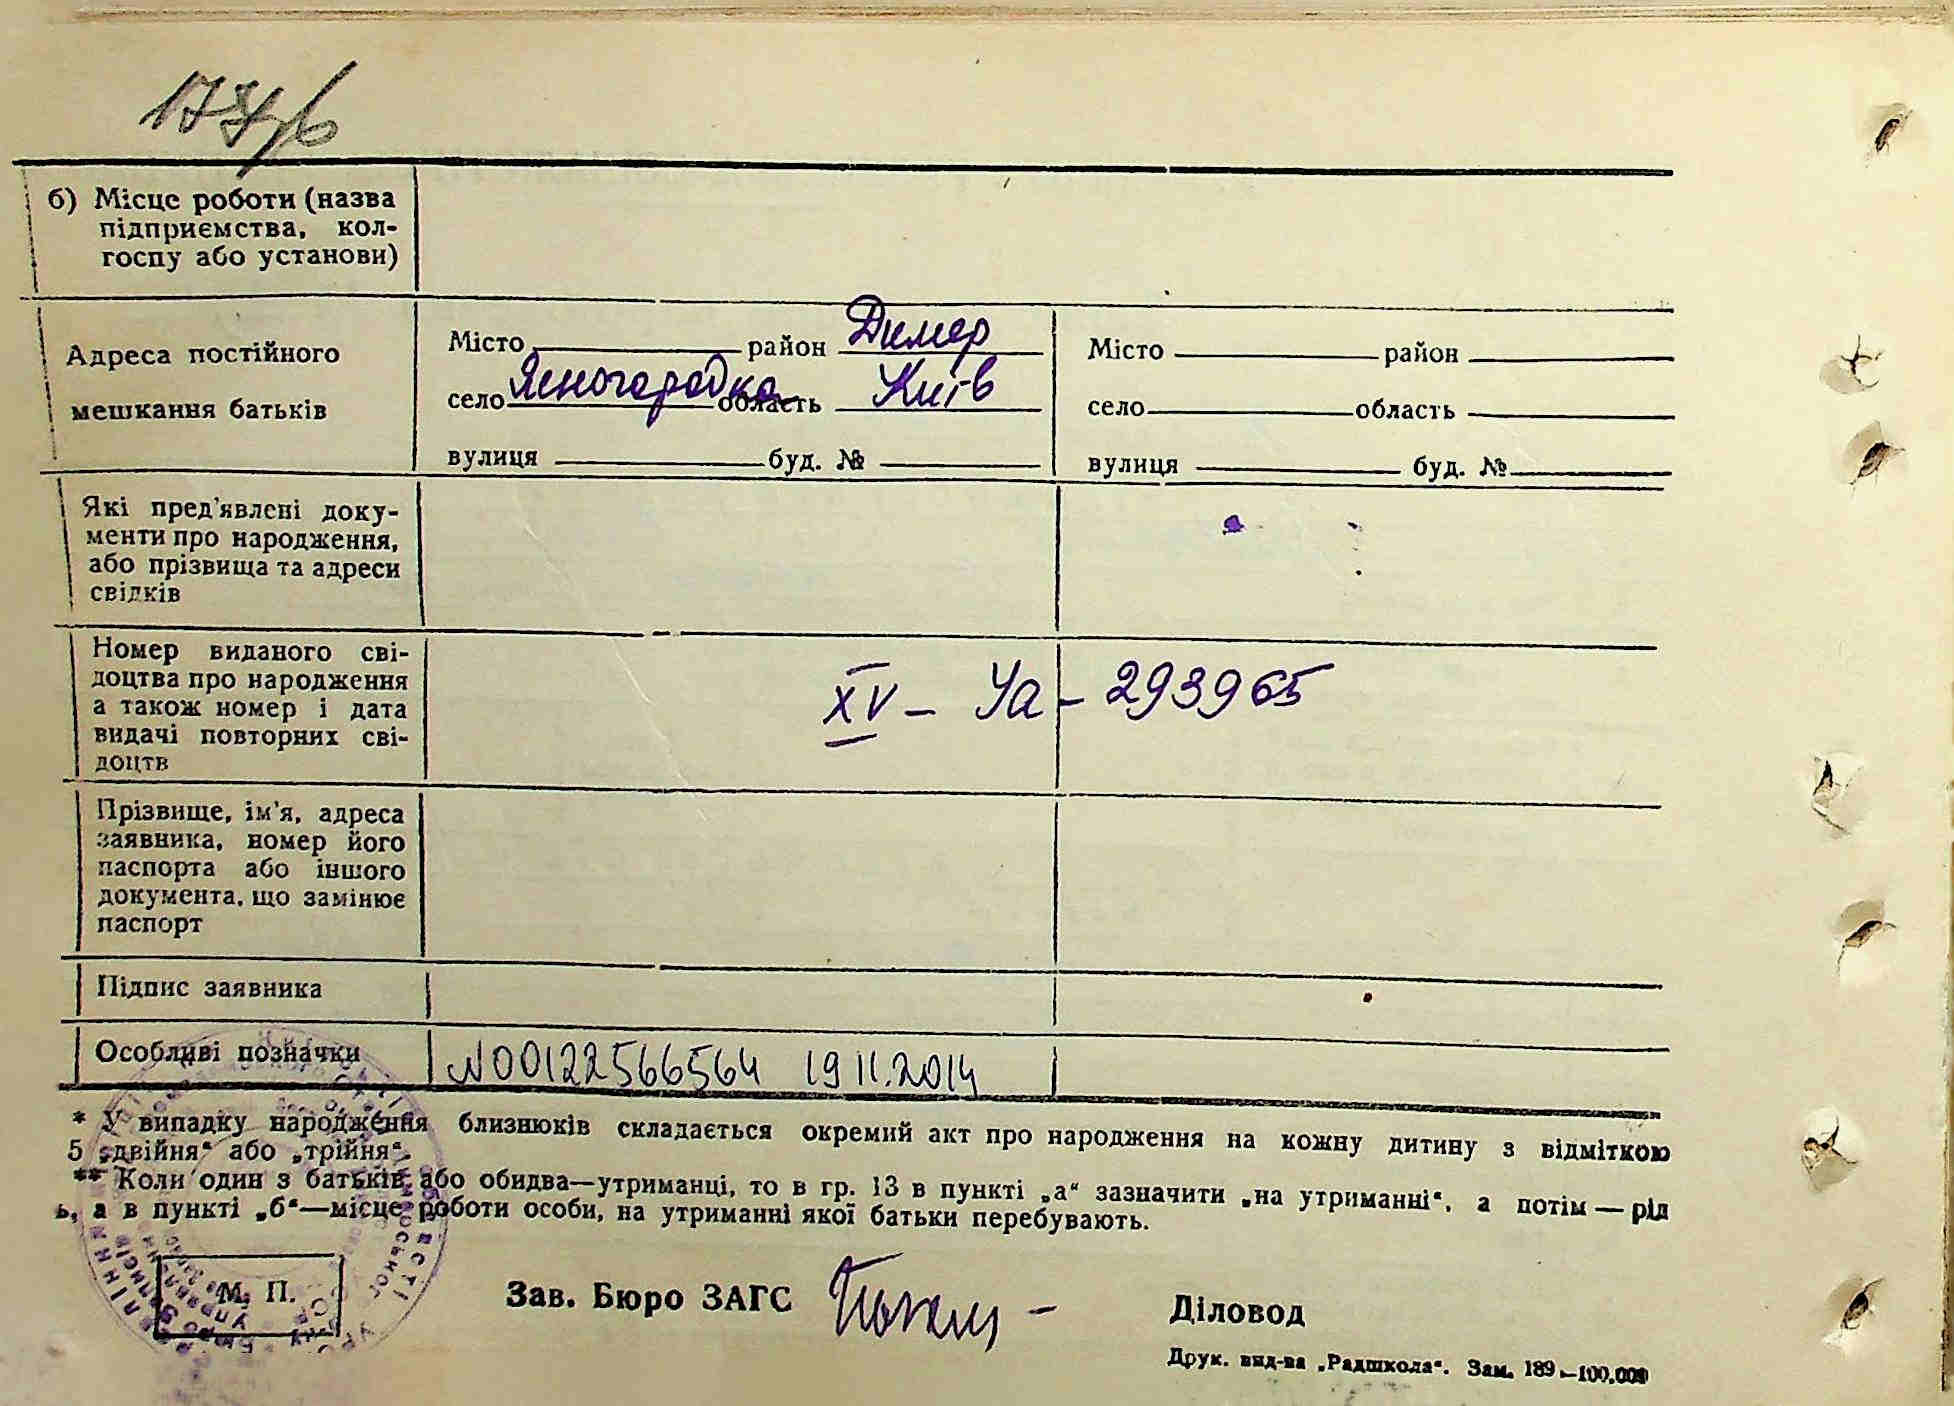 б) Місце роботи (назва
підприємства, кол-
госпу або установи)
Адреса постійного
мешкання батьків
Місто район Димер
село Ясногородка область Київ
вулиця буд. №
Місто район
село область
вулиця буд. №
Які пред'явлені доку-
менти про народження,
або прізвища та адреси
свідків
Номер виданого сві-
доцтва про народження
а також номер і дата
видачі повторних сві-
доцтв
XV – Уа – 293965
Прізвище, ім'я, адреса
заявника, номер його
паспорта або іншого
документа, що замінює
паспорт
Підпис заявника
Особливі позначки
N00122566564 19 11.2014
* У випадку народження близнюків складається окремий акт про народження на кожну дитину з відміткою
5 „двійня“ або „трійня“.
** Коли один з батьків або обидва—утриманці, то в гр. 13 в пункті „а“ зазначити „на утриманні“, а потім — рід
ь, а в пункті „б“—місце роботи особи, на утриманні якої батьки перебувають.
М. П.
Зав. Бюро ЗАГС
Діловод
Друк. вид-ва „Радшкола“. Зам. 189 –100.000